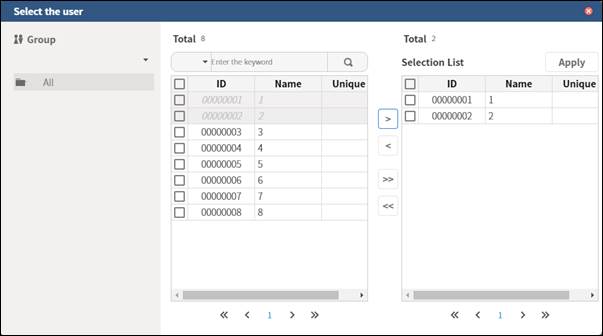 Select the user
Group
All
Total 8
Enter the keyword
ID Name Unique
00000001 1
00000002 2
00000003 3
00000004 4
00000005 5
00000006 6
00000007 7
00000008 8
« < 1 > »
>
<
>>
<<
Total 2
Selection List Apply
ID Name Unique
00000001 1
00000002 2
« < 1 > »